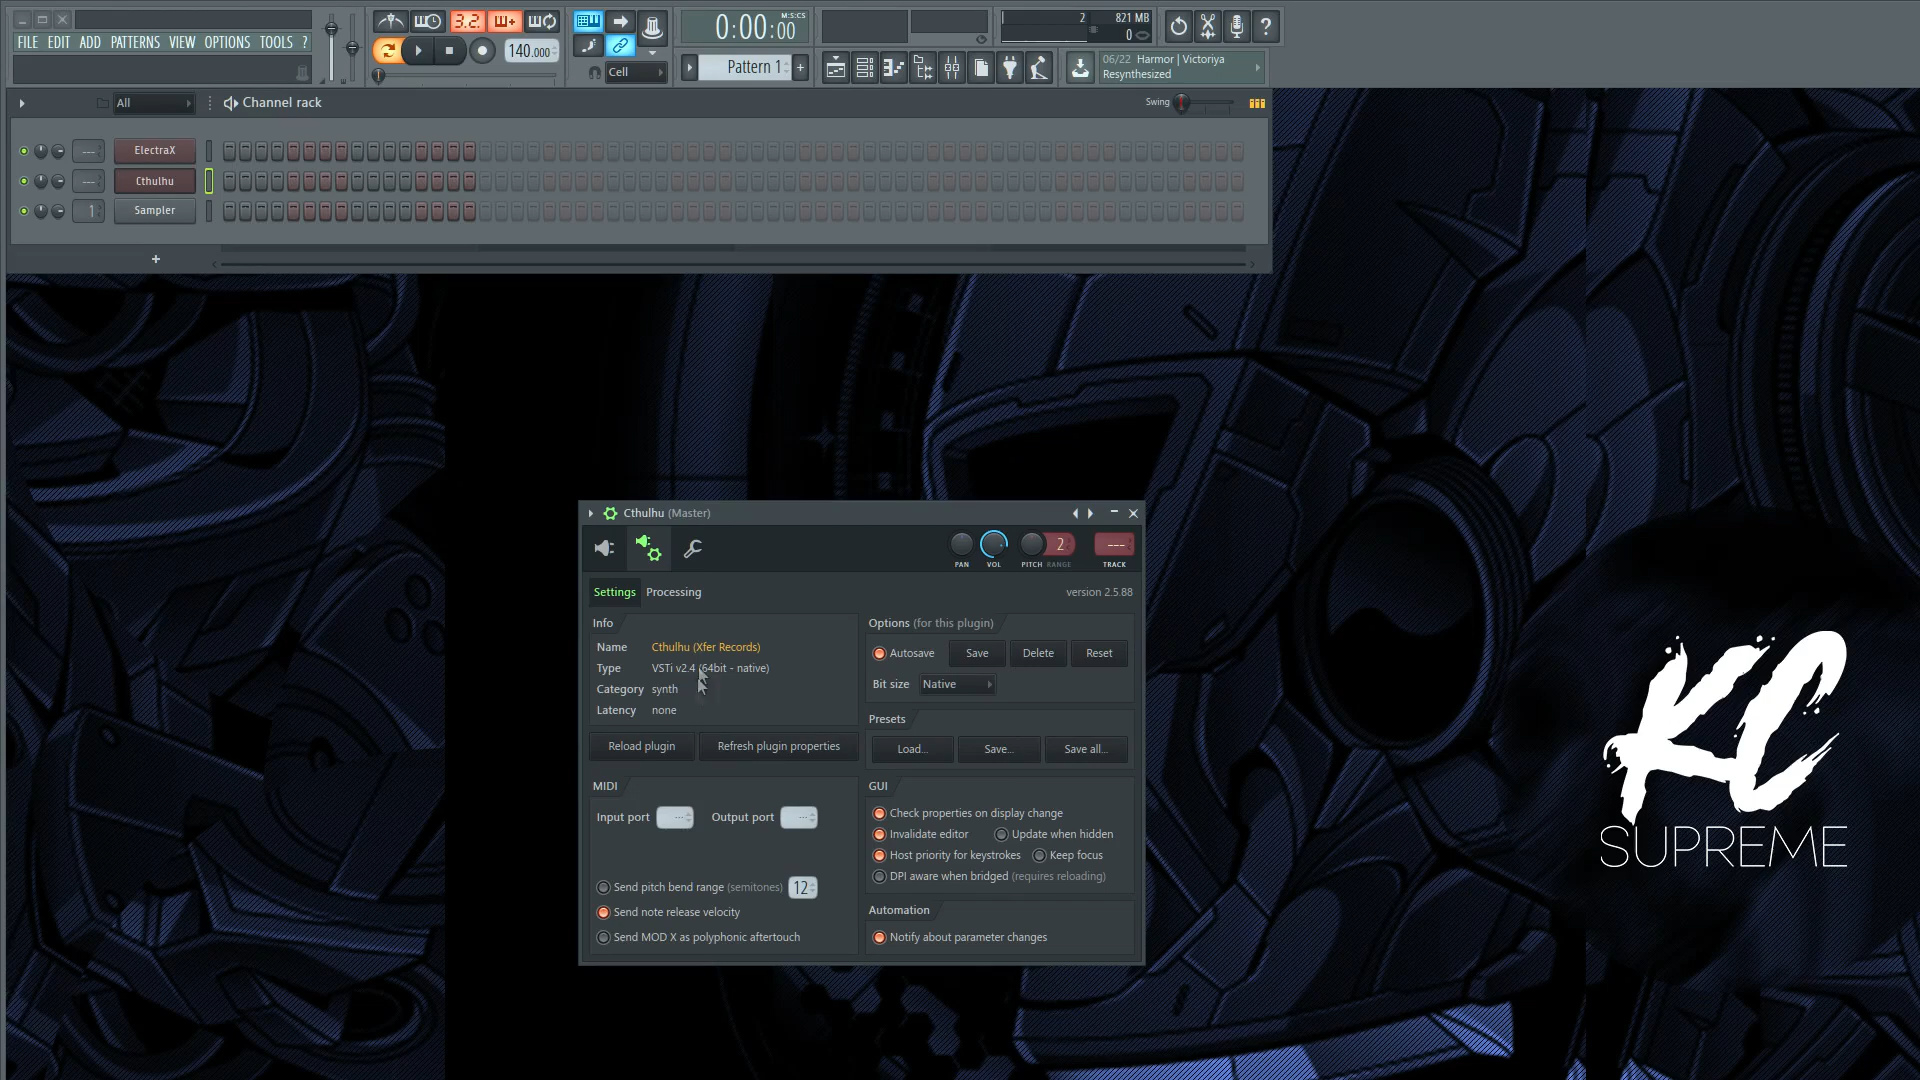 3.2.
140.000
Cell
0:00:00
M:S:CS
2
821 MB
0
FILE EDIT ADD PATTERNS VIEW OPTIONS TOOLS ?
Pattern 1
06/22 Harmor | Victoriya
Resynthesized
All
Channel rack
Swing
--- ElectraX
--- Cthulhu
1 Sampler
+
Cthulhu (Master)
PAN VOL PITCH RANGE TRACK
2
---
Settings Processing
version 2.5.88
Info
Name Cthulhu (Xfer Records)
Type VSTi v2.4 (64bit - native)
Category synth
Latency none
Reload plugin Refresh plugin properties
Options (for this plugin)
Autosave Save Delete Reset
Bit size Native
Presets
Load... Save... Save all...
MIDI
Input port --- Output port ---
Send pitch bend range (semitones) 12
Send note release velocity
Send MOD X as polyphonic aftertouch
GUI
Check properties on display change
Invalidate editor Update when hidden
Host priority for keystrokes Keep focus
DPI aware when bridged (requires reloading)
Automation
Notify about parameter changes
KC
SUPREME